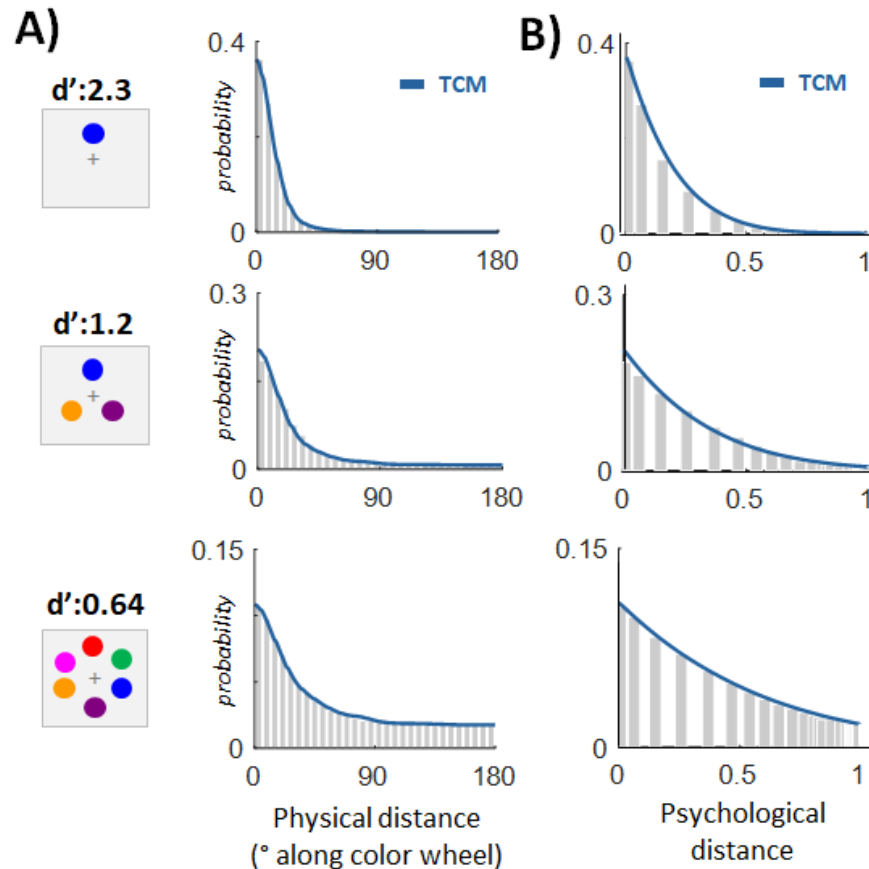 A)
B)
d':2.3
0.4
probability
TCM
0
0
90
180
0.4
TCM
0
0
0.5
1
d':1.2
0.3
probability
0
0
90
180
0.3
0
0
0.5
1
d':0.64
0.15
probability
0
0
90
180
Physical distance
(° along color wheel)
0.15
0
0
0.5
1
Psychological
distance